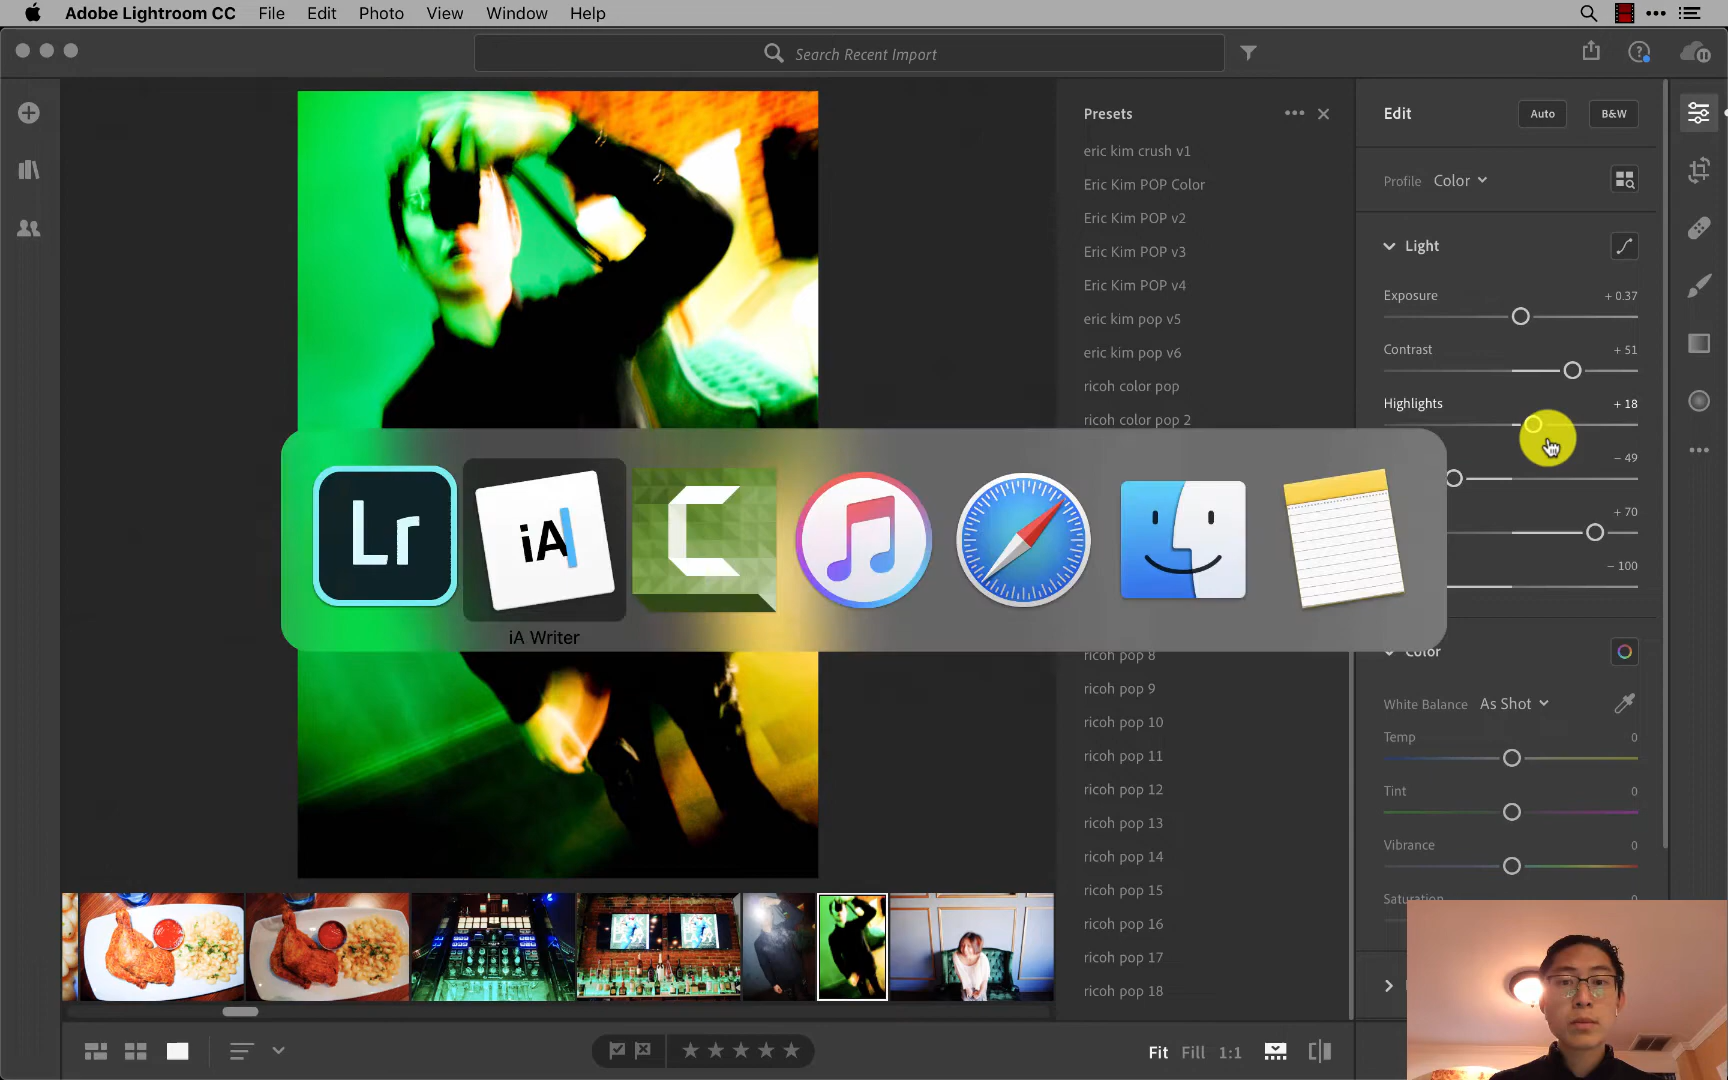 Adobe Lightroom CC File Edit Photo View Window Help
Search Recent Import
Presets
eric kim crush v1
Eric Kim POP Color
Eric Kim POP v2
Eric Kim POP v3
Eric Kim POP v4
eric kim pop v5
eric kim pop v6
ricoh color pop
ricoh color pop 2
ricoh pop 8
ricoh pop 9
ricoh pop 10
ricoh pop 11
ricoh pop 12
ricoh pop 13
ricoh pop 14
ricoh pop 15
ricoh pop 16
ricoh pop 17
ricoh pop 18
Edit Auto B&W
Profile Color
Light
Exposure + 0.37
Contrast + 51
Highlights + 18
– 49
+ 70
– 100
Color
White Balance As Shot
Temp 0
Tint 0
Vibrance 0
Saturation
Lr
iA
C
iA Writer
Fit Fill 1:1